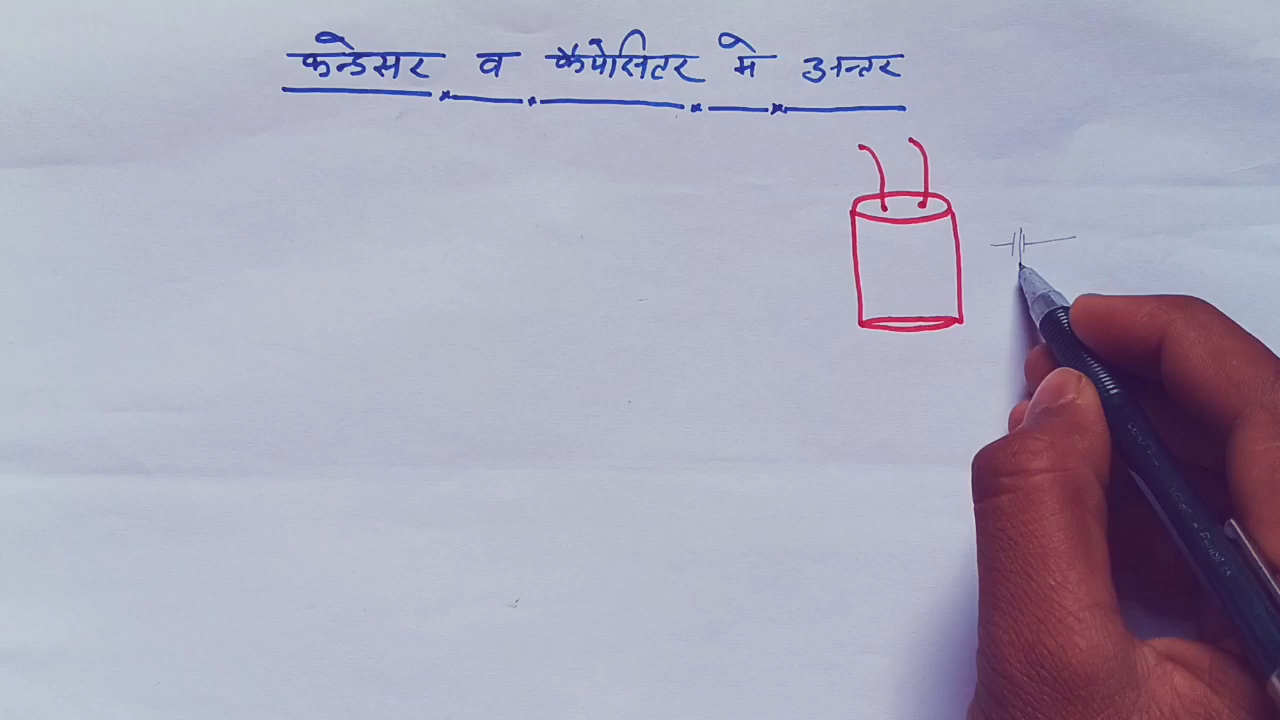 कन्डेसर व कैपेसिटर मे अन्तर